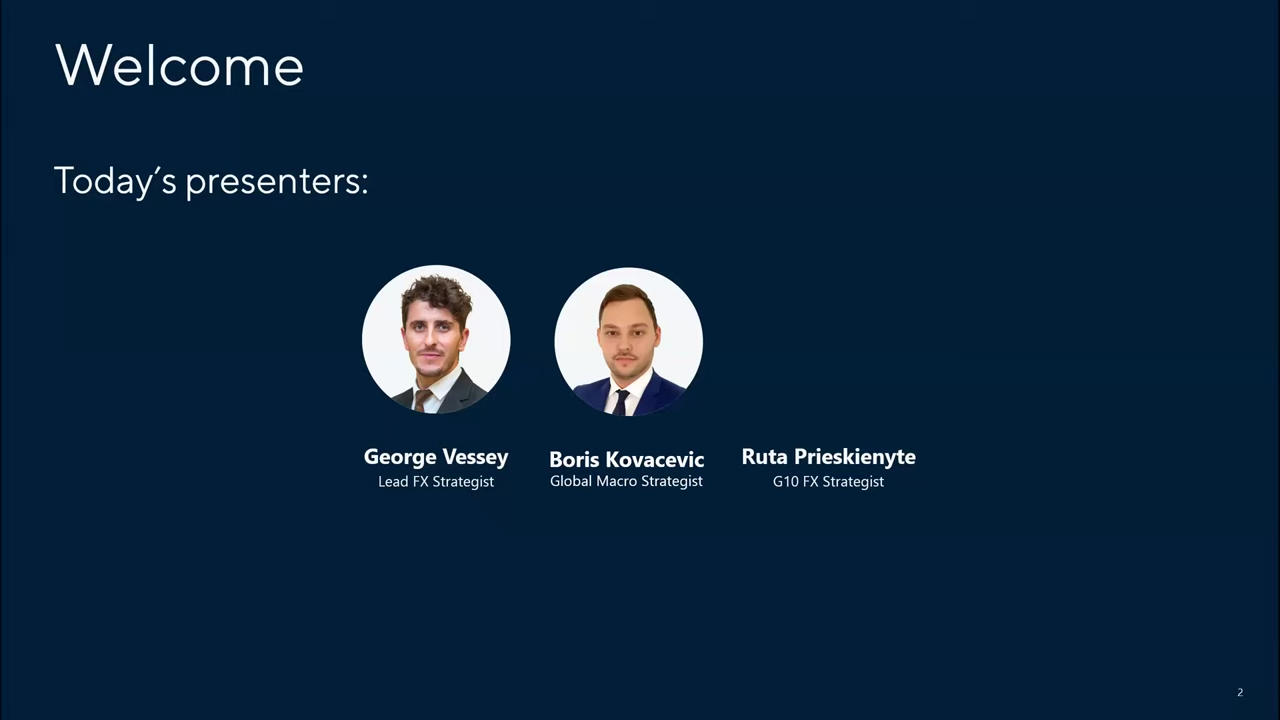 Welcome
Today’s presenters:
George Vessey
Lead FX Strategist
Boris Kovacevic
Global Macro Strategist
Ruta Prieskienyte
G10 FX Strategist
2